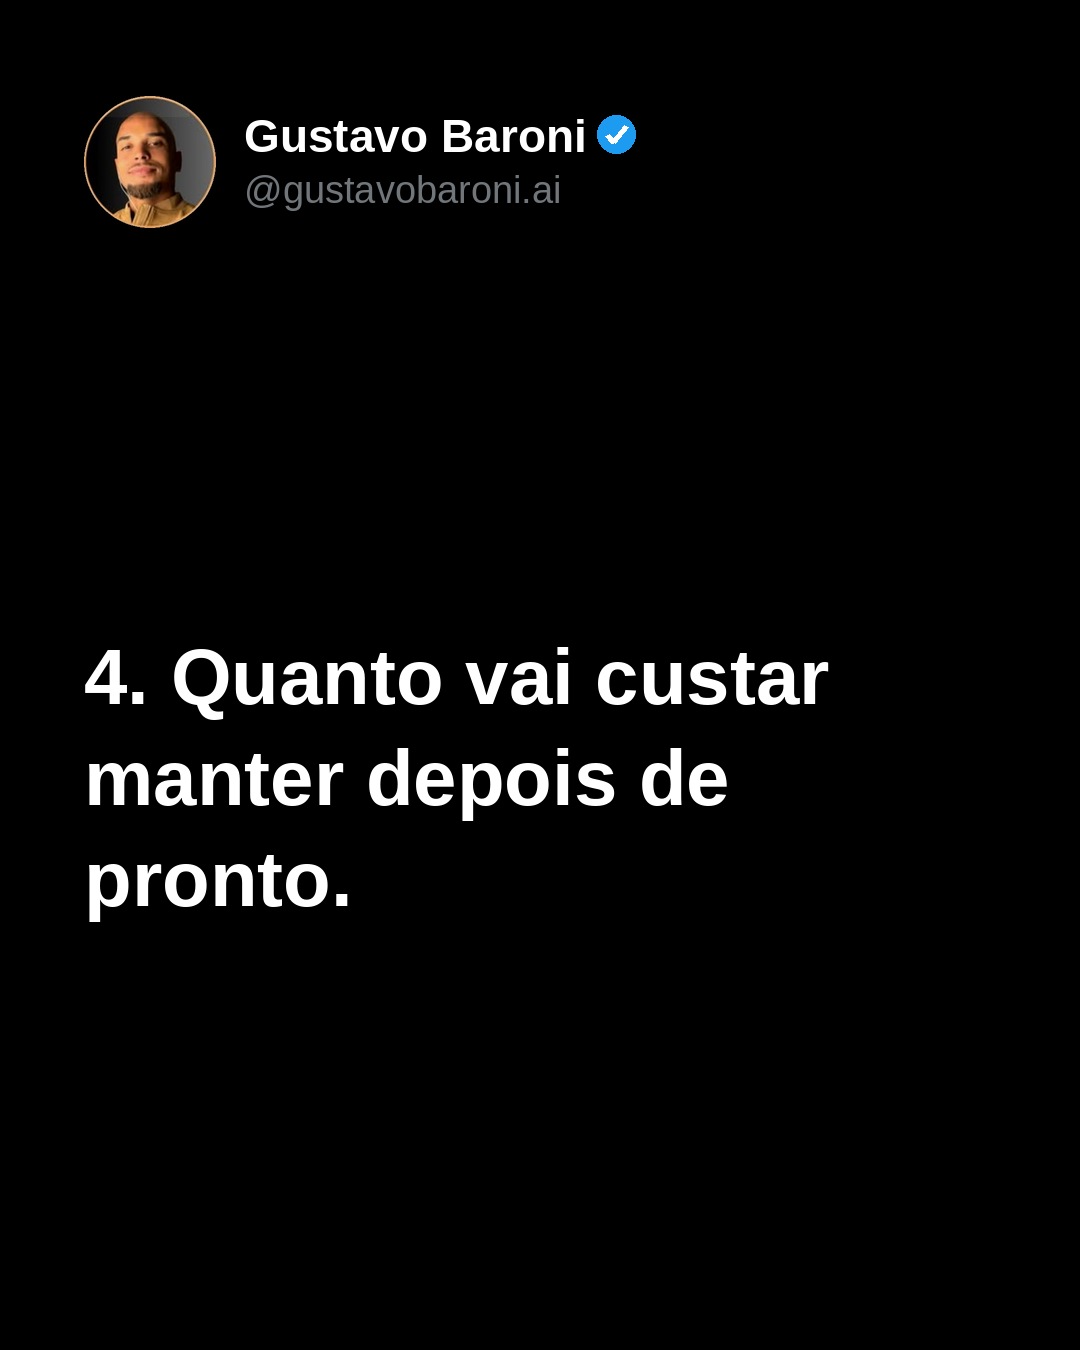 Gustavo Baroni
@gustavobaroni.ai
4. Quanto vai custar
manter depois de
pronto.